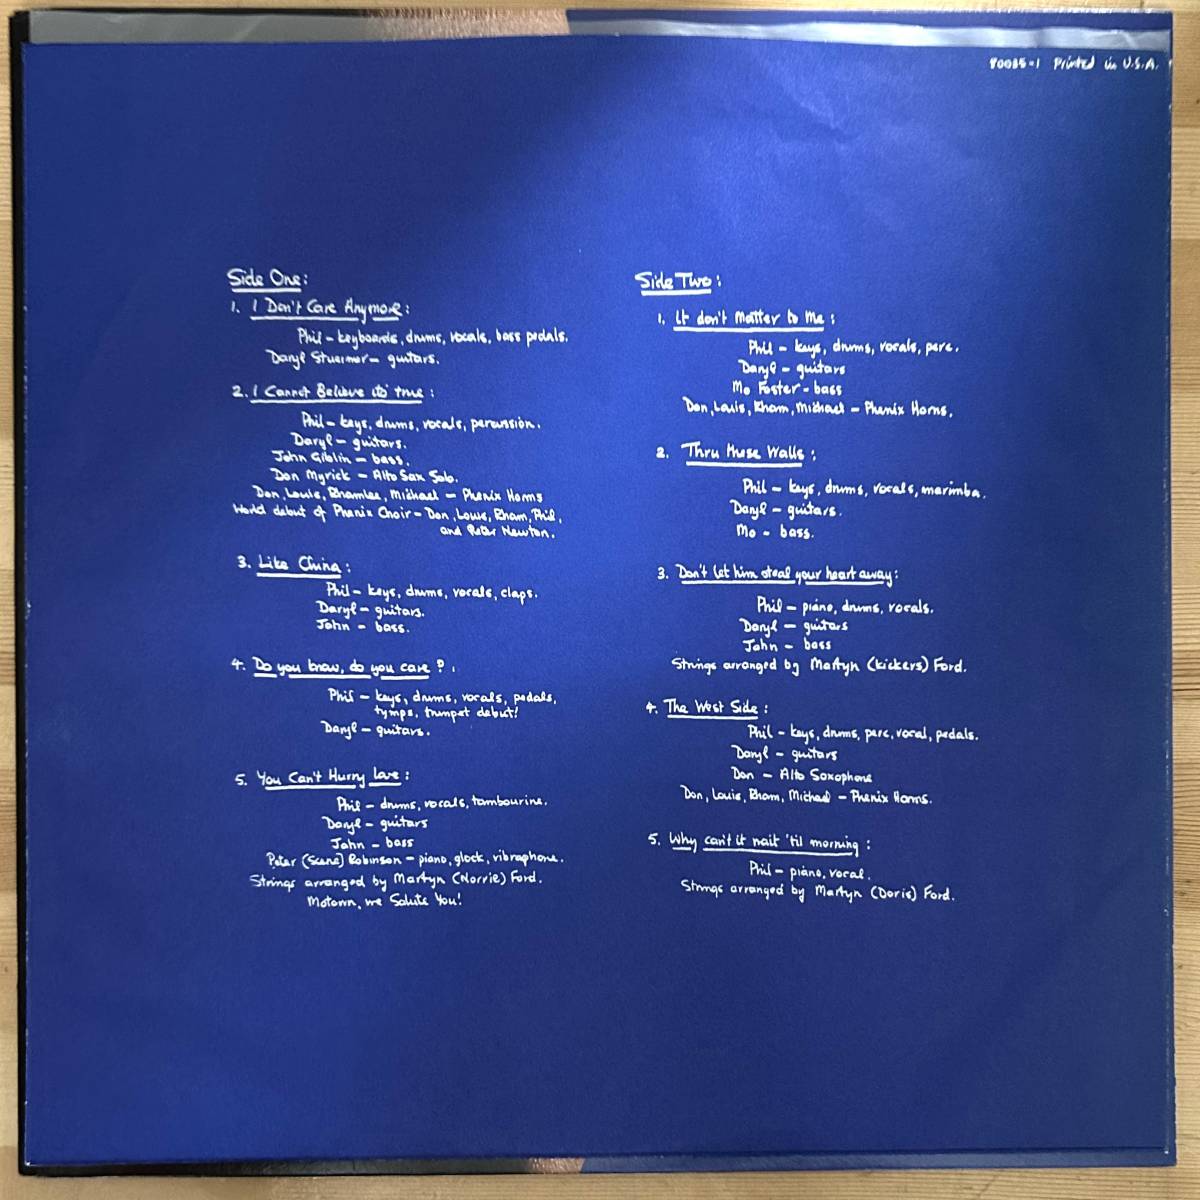 80035-1 Printed in U.S.A.
Side One:
1. I Don't Care Anymore:
Phil - keyboards, drums, vocals, bass pedals.
Daryl Stuermer - guitars.
2. I Cannot Believe its true:
Phil - keys, drums, vocals, percussion.
Daryl - guitars.
John Giblin - bass.
Don Myrick - Alto Sax Solo.
Don, Louis, Rhamlee, Michael - Phenix Horns
World debut of Phenix Choir - Don, Louis, Rham, Phil,
and Peter Newton.
3. Like China:
Phil - keys, drums, vocals, claps.
Daryl - guitars.
John - bass.
4. Do you know, do you care?:
Phil - keys, drums, vocals, pedals,
tymps, trumpet debut!
Daryl - guitars.
5. You Can't Hurry Love:
Phil - drums, vocals, tambourine.
Daryl - guitars
John - bass
Peter (Scene) Robinson - piano, glock, vibraphone.
Strings arranged by Martyn (Norrie) Ford.
Motown, we Salute You!
Side Two:
1. It don't matter to me:
Phil - keys, drums, vocals, perc.
Daryl - guitars
Mo Foster - bass
Don, Louis, Rham, Michael - Phenix Horns.
2. Thru these Walls:
Phil - keys, drums, vocals, marimba.
Daryl - guitars.
Mo - bass.
3. Don't let him steal your heart away:
Phil - piano, drums, vocals.
Daryl - guitars
John - bass
Strings arranged by Martyn (kickers) Ford.
4. The West Side:
Phil - keys, drums, perc, vocal, pedals.
Daryl - guitars
Don - Alto Saxophone
Don, Louis, Rham, Michael - Phenix Horns.
5. Why can't it wait 'til morning:
Phil - piano, vocal.
Strings arranged by Martyn (Doris) Ford.